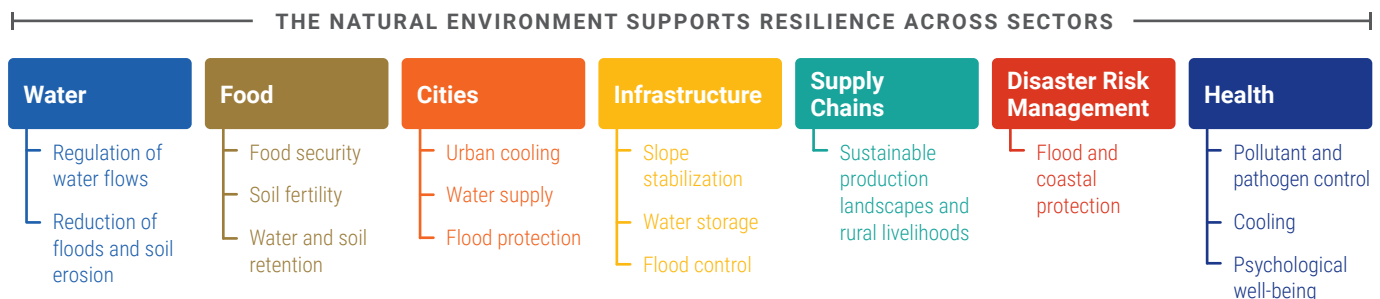 THE NATURAL ENVIRONMENT SUPPORTS RESILIENCE ACROSS SECTORS
Water
Regulation of
water flows
Reduction of
floods and soil
erosion
Food
Food security
Soil fertility
Water and soil
retention
Cities
Urban cooling
Water supply
Flood protection
Infrastructure
Slope
stabilization
Water storage
Flood control
Supply
Chains
Sustainable
production
landscapes and
rural livelihoods
Disaster Risk
Management
Flood and
coastal
protection
Health
Pollutant and
pathogen control
Cooling
Psychological
well-being